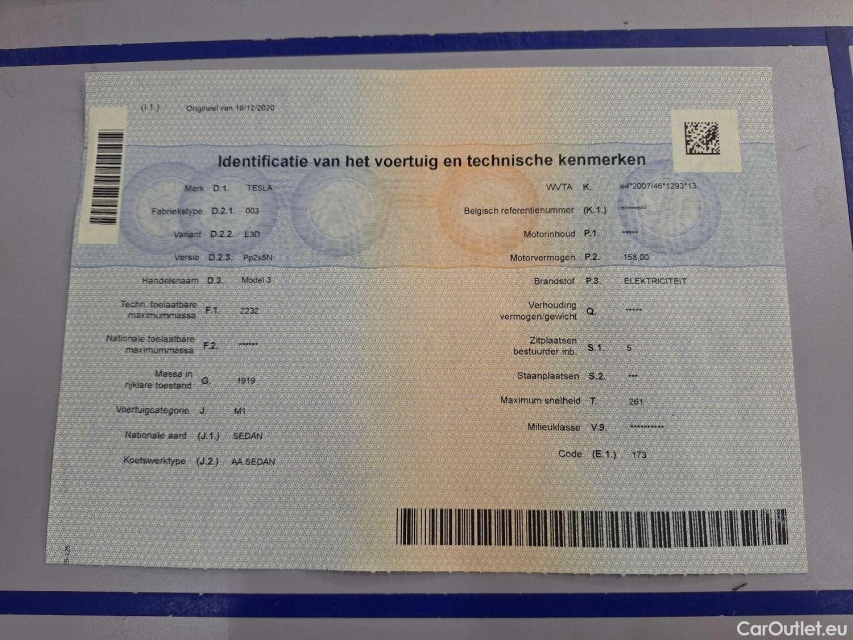 (I.1.) Origineel van 16/12/2020
Identificatie van het voertuig en technische kenmerken
Merk D.1. TESLA
Fabriekstype D.2.1. 003
Variant D.2.2. E3D
Versie D.2.3. Pp2s5N
Handelsnaam D.3. Model 3
Techn. toelaatbare
maximummassa F.1. 2232
Nationale toelaatbare
maximummassa F.2. ******
Massa in
rijklare toestand G. 1919
Voertuigcategorie J. M1
Nationale aard (J.1.) SEDAN
Koetswerktype (J.2.) AA SEDAN
WVTA K. e4*2007/46*1293*13
Belgisch referentienummer (K.1.) ********
Motorinhoud P.1. *****
Motorvermogen P.2. 158,00
Brandstof P.3. ELEKTRICITEIT
Verhouding
vermogen/gewicht Q. *****
Zitplaatsen
bestuurder inb. S.1. 5
Staanplaatsen S.2. ***
Maximum snelheid T. 261
Milieuklasse V.9. **********
Code (E.1.) 173
CarOutlet.eu